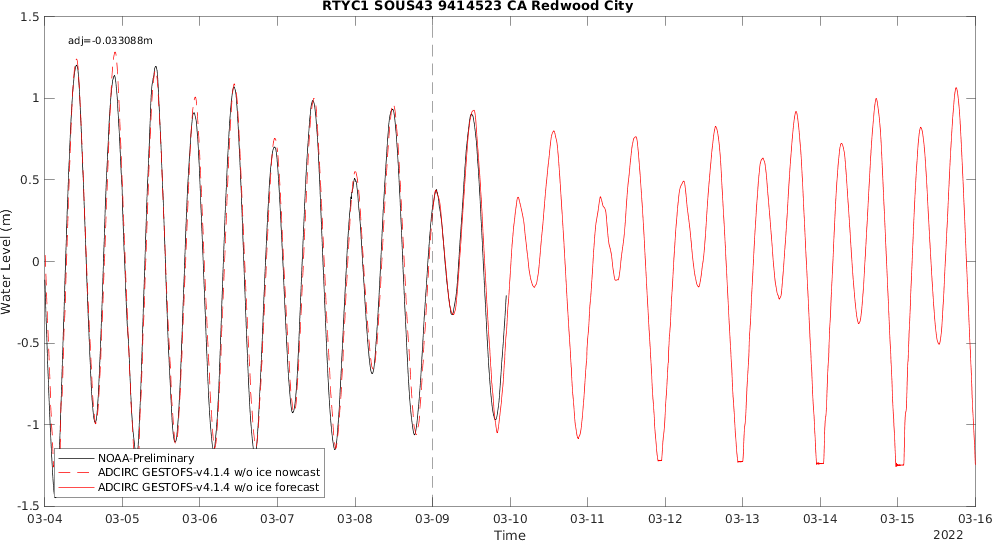 RTYC1 SOUS43 9414523 CA Redwood City
adj=-0.033088m
1.5
1
0.5
0
-0.5
-1
-1.5
Water Level (m)
NOAA-Preliminary
ADCIRC GESTOFS-v4.1.4 w/o ice nowcast
ADCIRC GESTOFS-v4.1.4 w/o ice forecast
03-04 03-05 03-06 03-07 03-08 03-09 03-10 03-11 03-12 03-13 03-14 03-15 03-16
Time
2022